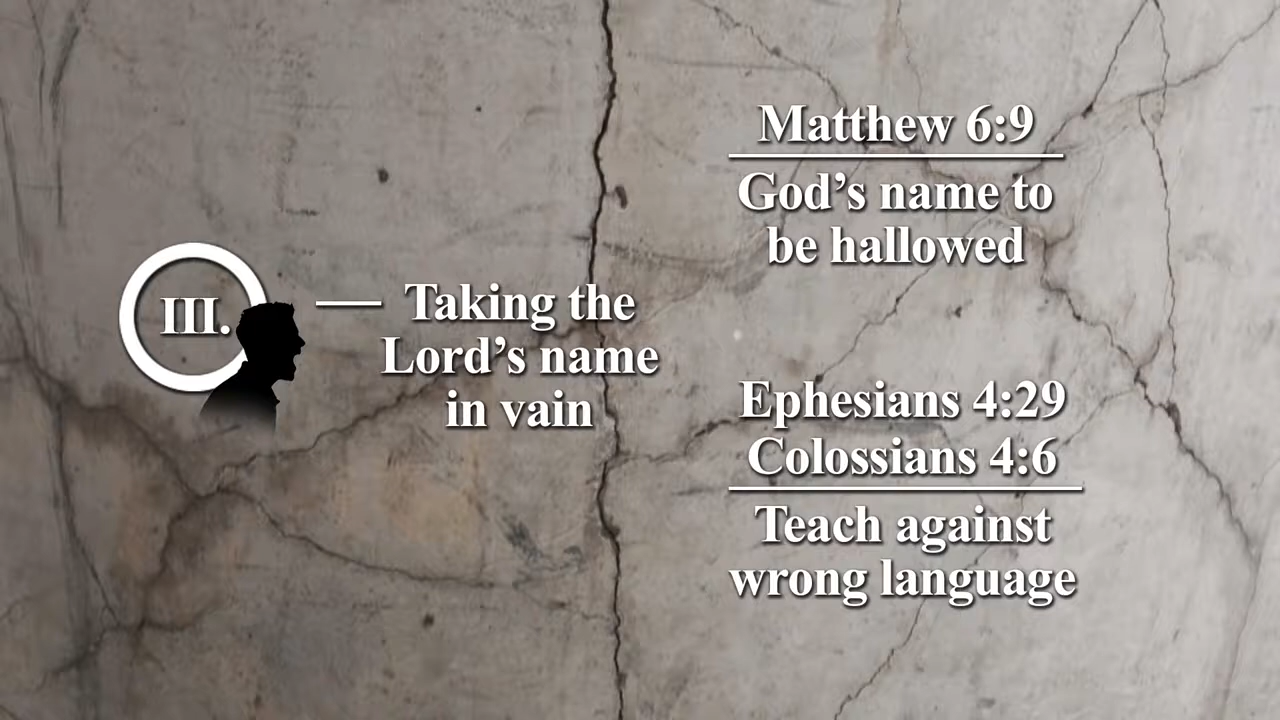 III.
Taking the
Lord’s name
in vain
Matthew 6:9
God’s name to
be hallowed
Ephesians 4:29
Colossians 4:6
Teach against
wrong language